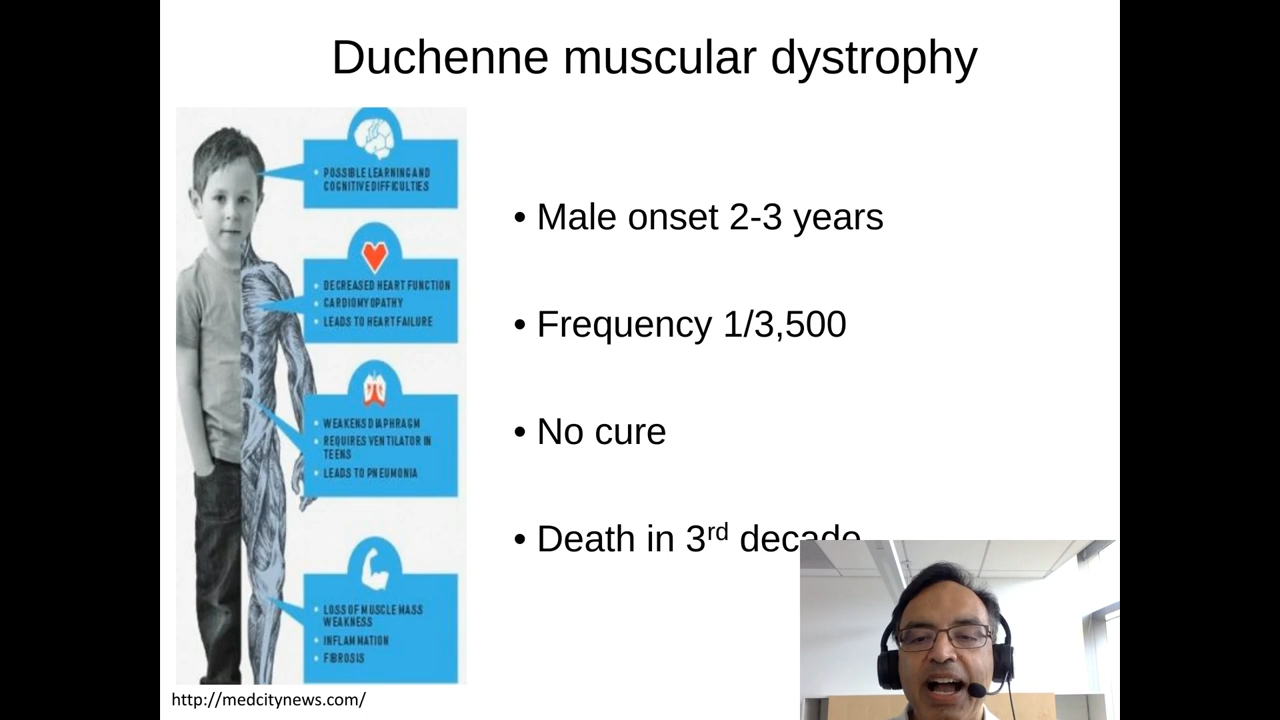 Duchenne muscular dystrophy
• POSSIBLE LEARNING AND
COGNITIVE DIFFICULTIES
• DECREASED HEART FUNCTION
• CARDIOMYOPATHY
• LEADS TO HEART FAILURE
• WEAKENS DIAPHRAGM
• REQUIRES VENTILATOR IN
TEENS
• LEADS TO PNEUMONIA
• LOSS OF MUSCLE MASS
WEAKNESS
• INFLAMMATION
• FIBROSIS
http://medcitynews.com/
• Male onset 2-3 years
• Frequency 1/3,500
• No cure
• Death in 3rd decade